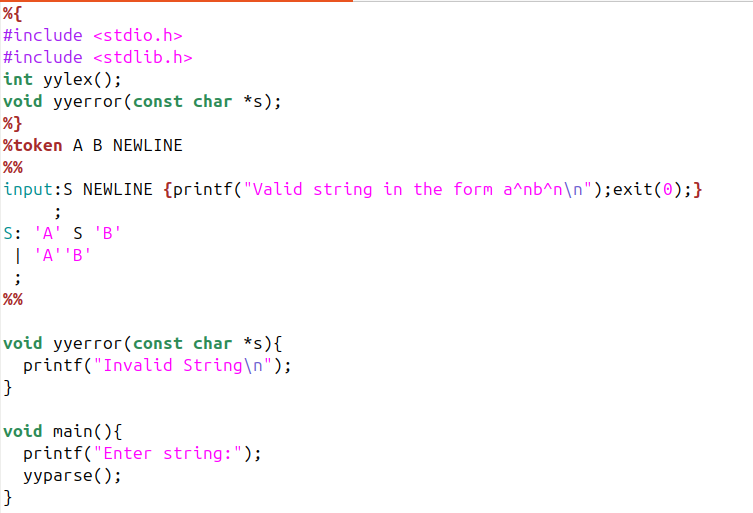 %{
#include <stdio.h>
#include <stdlib.h>
int yylex();
void yyerror(const char *s);
%}
%token A B NEWLINE
%%
input:S NEWLINE {printf("Valid string in the form a^nb^n\n");exit(0);}
     ;
S: 'A' S 'B'
 | 'A''B'
 ;
%%

void yyerror(const char *s){
  printf("Invalid String\n");
}

void main(){
  printf("Enter string:");
  yyparse();
}